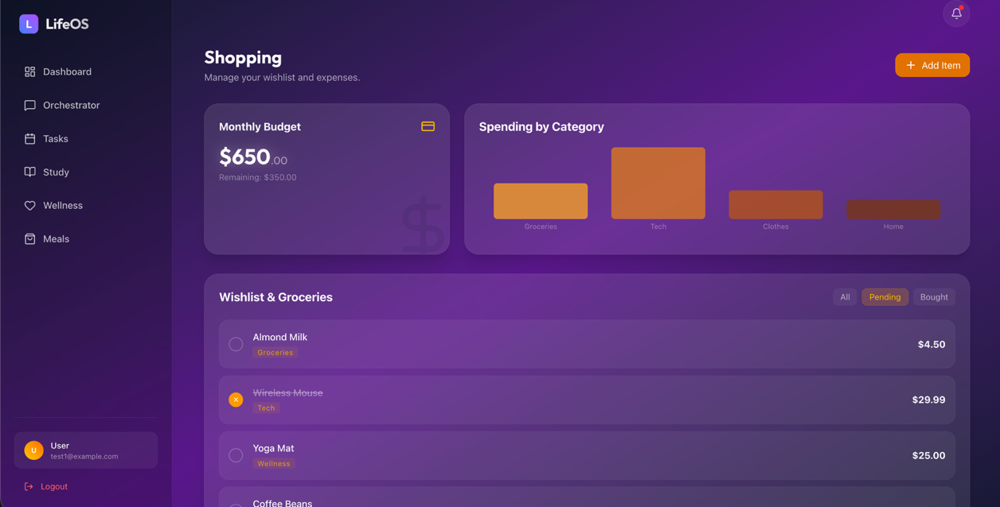 L LifeOS
Dashboard
Orchestrator
Tasks
Study
Wellness
Meals
U
User
test1@example.com
Logout
Shopping
Manage your wishlist and expenses.
+ Add Item
Monthly Budget
$650.00
Remaining: $350.00
$
Spending by Category
Groceries
Tech
Clothes
Home
Wishlist & Groceries
All
Pending
Bought
Almond Milk
Groceries
$4.50
Wireless Mouse
Tech
$29.99
Yoga Mat
Wellness
$25.00
Coffee Beans